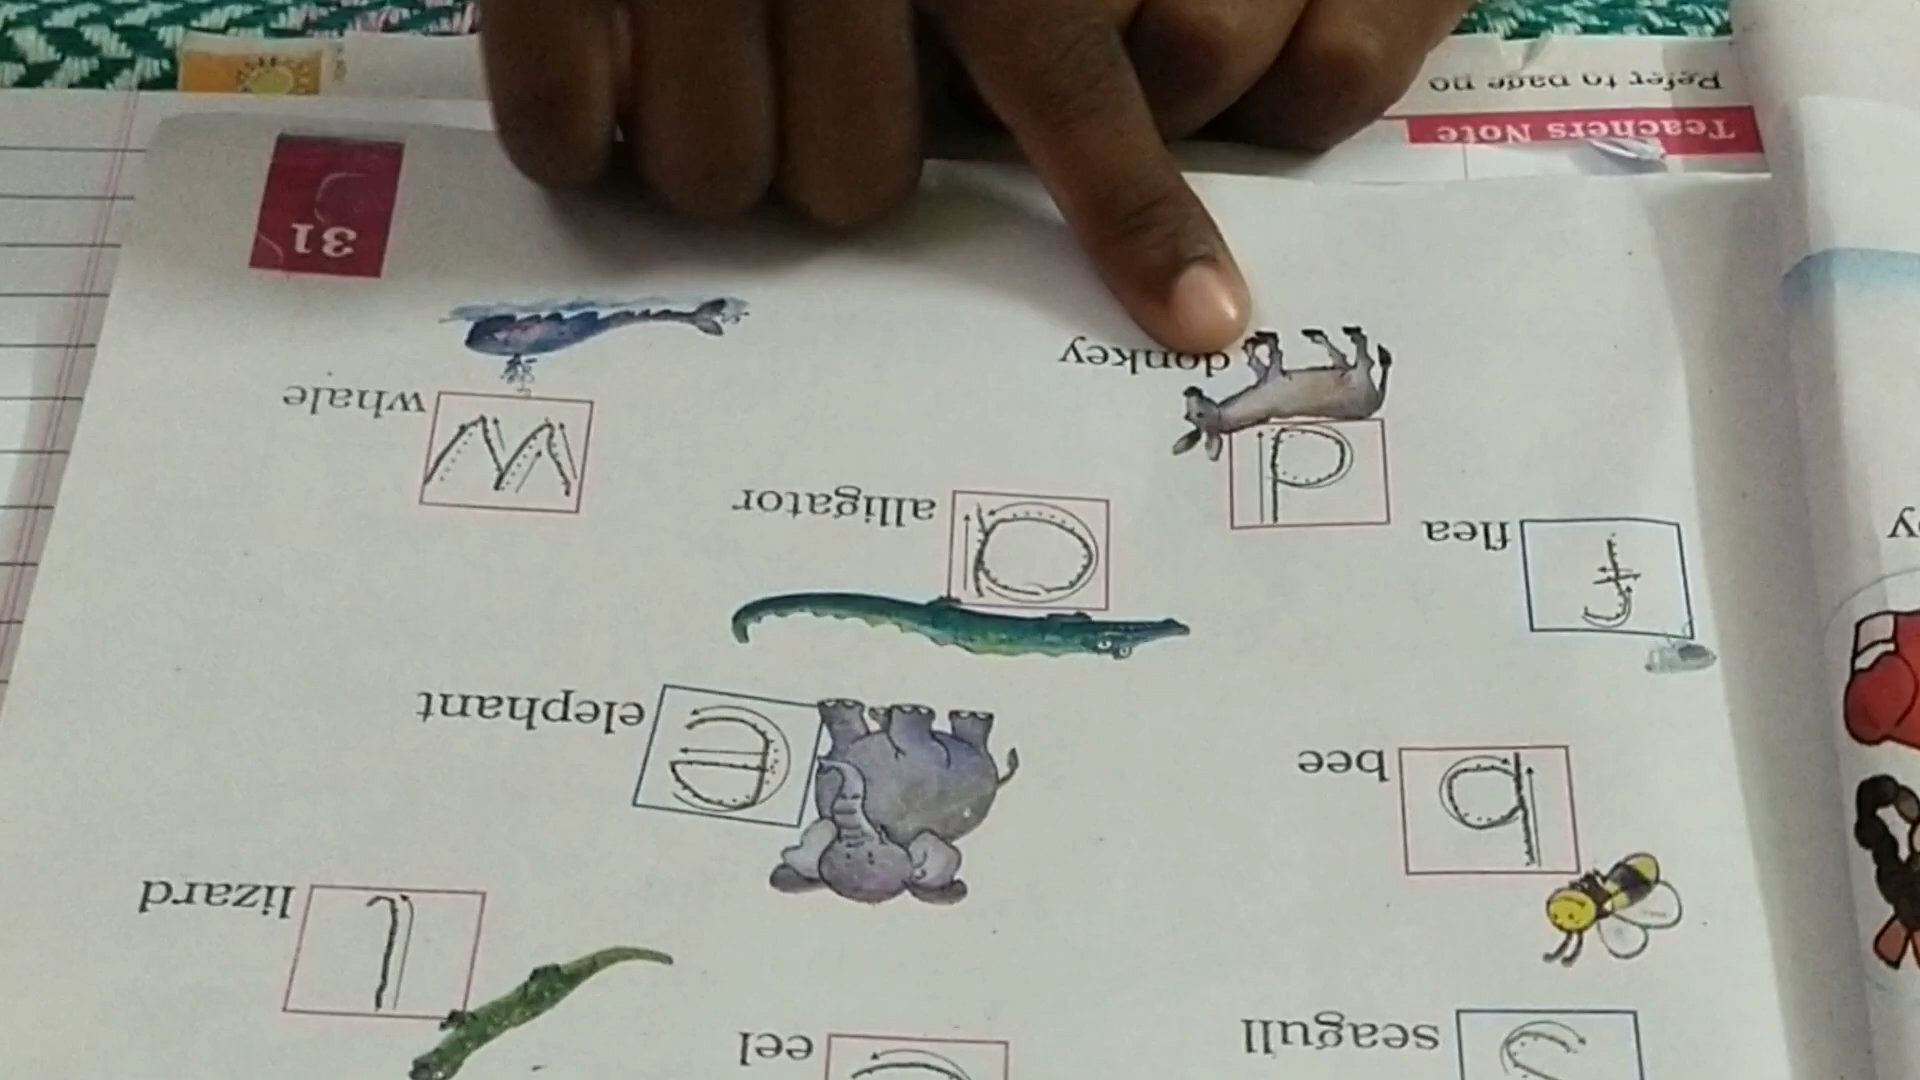 s seagull
eel
l lizard
b bee
e elephant
f flea
a alligator
d donkey
w whale
31
Teachers Note
Refer to page no
y